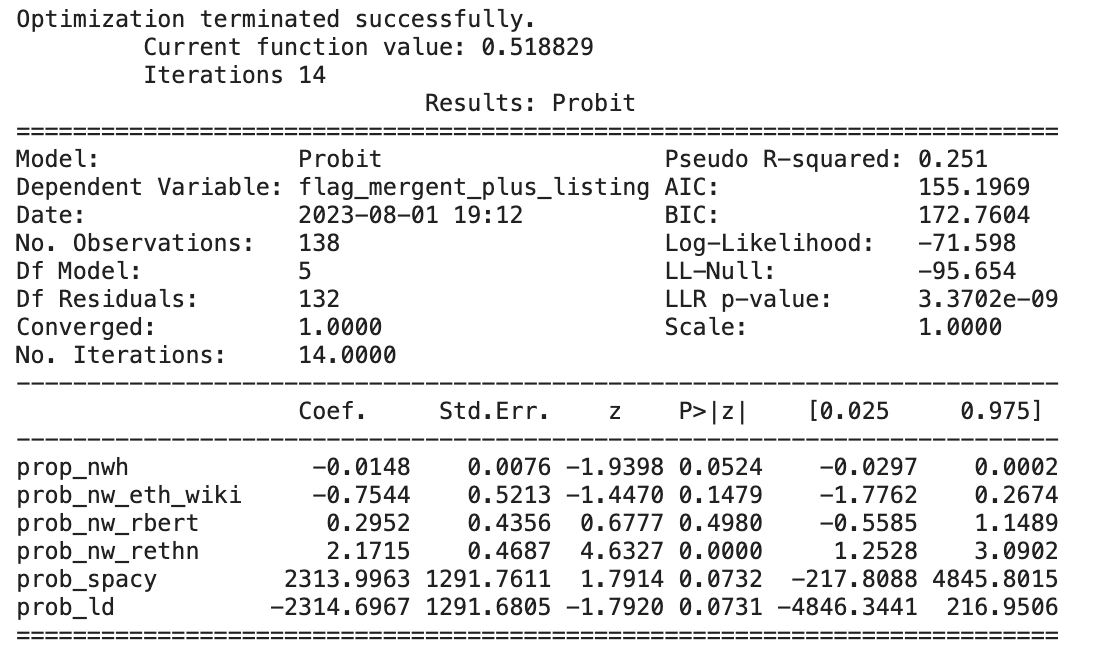 Optimization terminated successfully.
Current function value: 0.518829
Iterations 14
Results: Probit
==========================================================================
Model: Probit Pseudo R-squared: 0.251
Dependent Variable: flag_mergent_plus_listing AIC: 155.1969
Date: 2023-08-01 19:12 BIC: 172.7604
No. Observations: 138 Log-Likelihood: -71.598
Df Model: 5 LL-Null: -95.654
Df Residuals: 132 LLR p-value: 3.3702e-09
Converged: 1.0000 Scale: 1.0000
No. Iterations: 14.0000
--------------------------------------------------------------------------
Coef. Std.Err. z P>|z| [0.025 0.975]
--------------------------------------------------------------------------
prop_nwh -0.0148 0.0076 -1.9398 0.0524 -0.0297 0.0002
prob_nw_eth_wiki -0.7544 0.5213 -1.4470 0.1479 -1.7762 0.2674
prob_nw_rbert 0.2952 0.4356 0.6777 0.4980 -0.5585 1.1489
prob_nw_rethn 2.1715 0.4687 4.6327 0.0000 1.2528 3.0902
prob_spacy 2313.9963 1291.7611 1.7914 0.0732 -217.8088 4845.8015
prob_ld -2314.6967 1291.6805 -1.7920 0.0731 -4846.3441 216.9506
==========================================================================